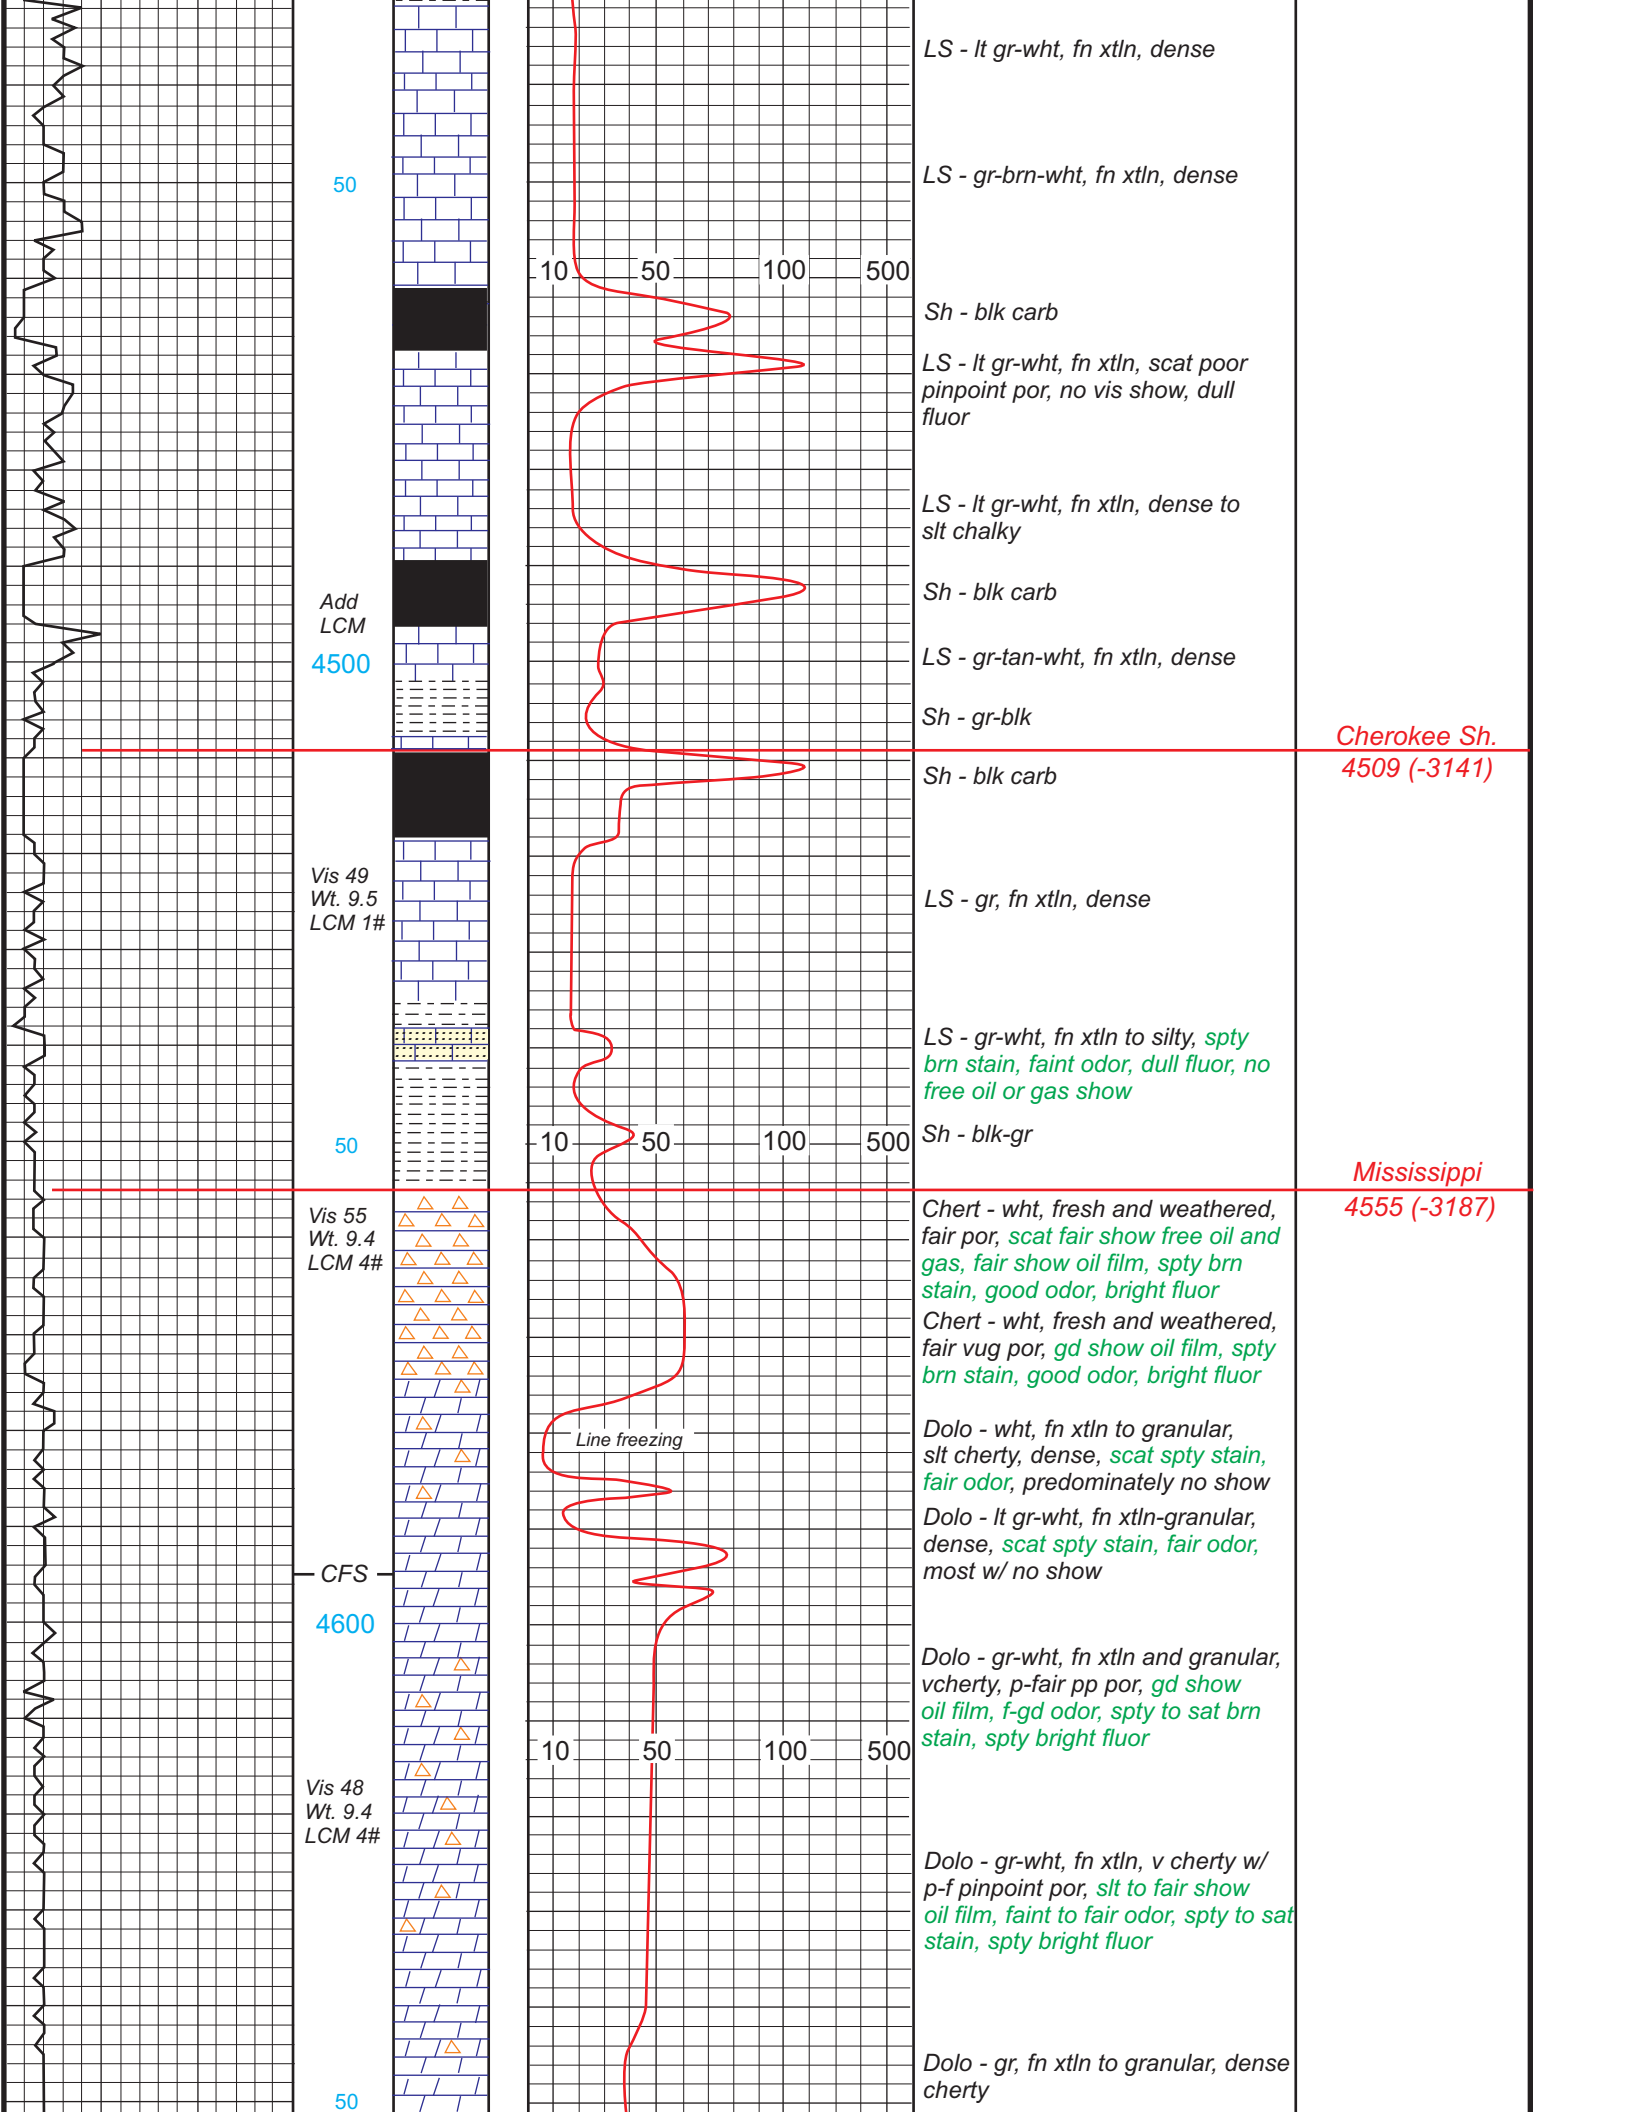 LS - lt gr-wht, fn xtln, dense
50
LS - gr-brn-wht, fn xtln, dense
10 50 100 500
Sh - blk carb
LS - lt gr-wht, fn xtln, scat poor
pinpoint por, no vis show, dull
fluor
LS - lt gr-wht, fn xtln, dense to
slt chalky
Add
LCM
Sh - blk carb
4500
LS - gr-tan-wht, fn xtln, dense
Sh - gr-blk
Cherokee Sh.
4509 (-3141)
Sh - blk carb
Vis 49
Wt. 9.5
LCM 1#
LS - gr, fn xtln, dense
LS - gr-wht, fn xtln to silty, spty
brn stain, faint odor, dull fluor, no
free oil or gas show
50
10 50 100 500
Sh - blk-gr
Mississippi
4555 (-3187)
Vis 55
Wt. 9.4
LCM 4#
Chert - wht, fresh and weathered,
fair por, scat fair show free oil and
gas, fair show oil film, spty brn
stain, good odor, bright fluor
Chert - wht, fresh and weathered,
fair vug por, gd show oil film, spty
brn stain, good odor, bright fluor
Line freezing
Dolo - wht, fn xtln to granular,
slt cherty, dense, scat spty stain,
fair odor, predominately no show
Dolo - lt gr-wht, fn xtln-granular,
dense, scat spty stain, fair odor,
most w/ no show
CFS
4600
Dolo - gr-wht, fn xtln and granular,
vcherty, p-fair pp por, gd show
oil film, f-gd odor, spty to sat brn
stain, spty bright fluor
10 50 100 500
Vis 48
Wt. 9.4
LCM 4#
Dolo - gr-wht, fn xtln, v cherty w/
p-f pinpoint por, slt to fair show
oil film, faint to fair odor, spty to sat
stain, spty bright fluor
Dolo - gr, fn xtln to granular, dense
cherty
50